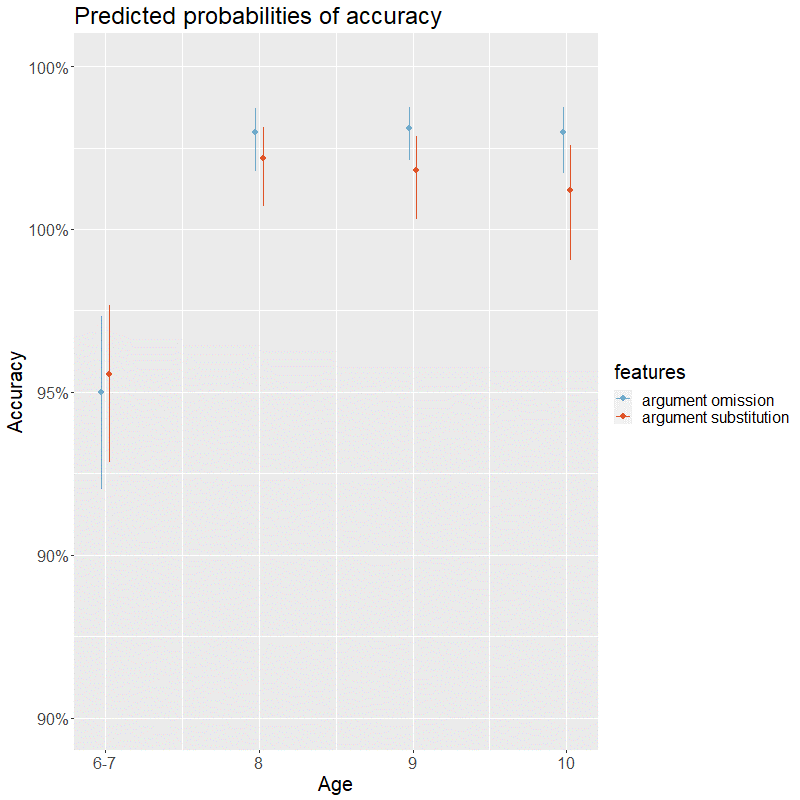 Predicted probabilities of accuracy
100%
100%
95%
90%
90%
Accuracy
6-7 8 9 10
Age
features
argument omission
argument substitution